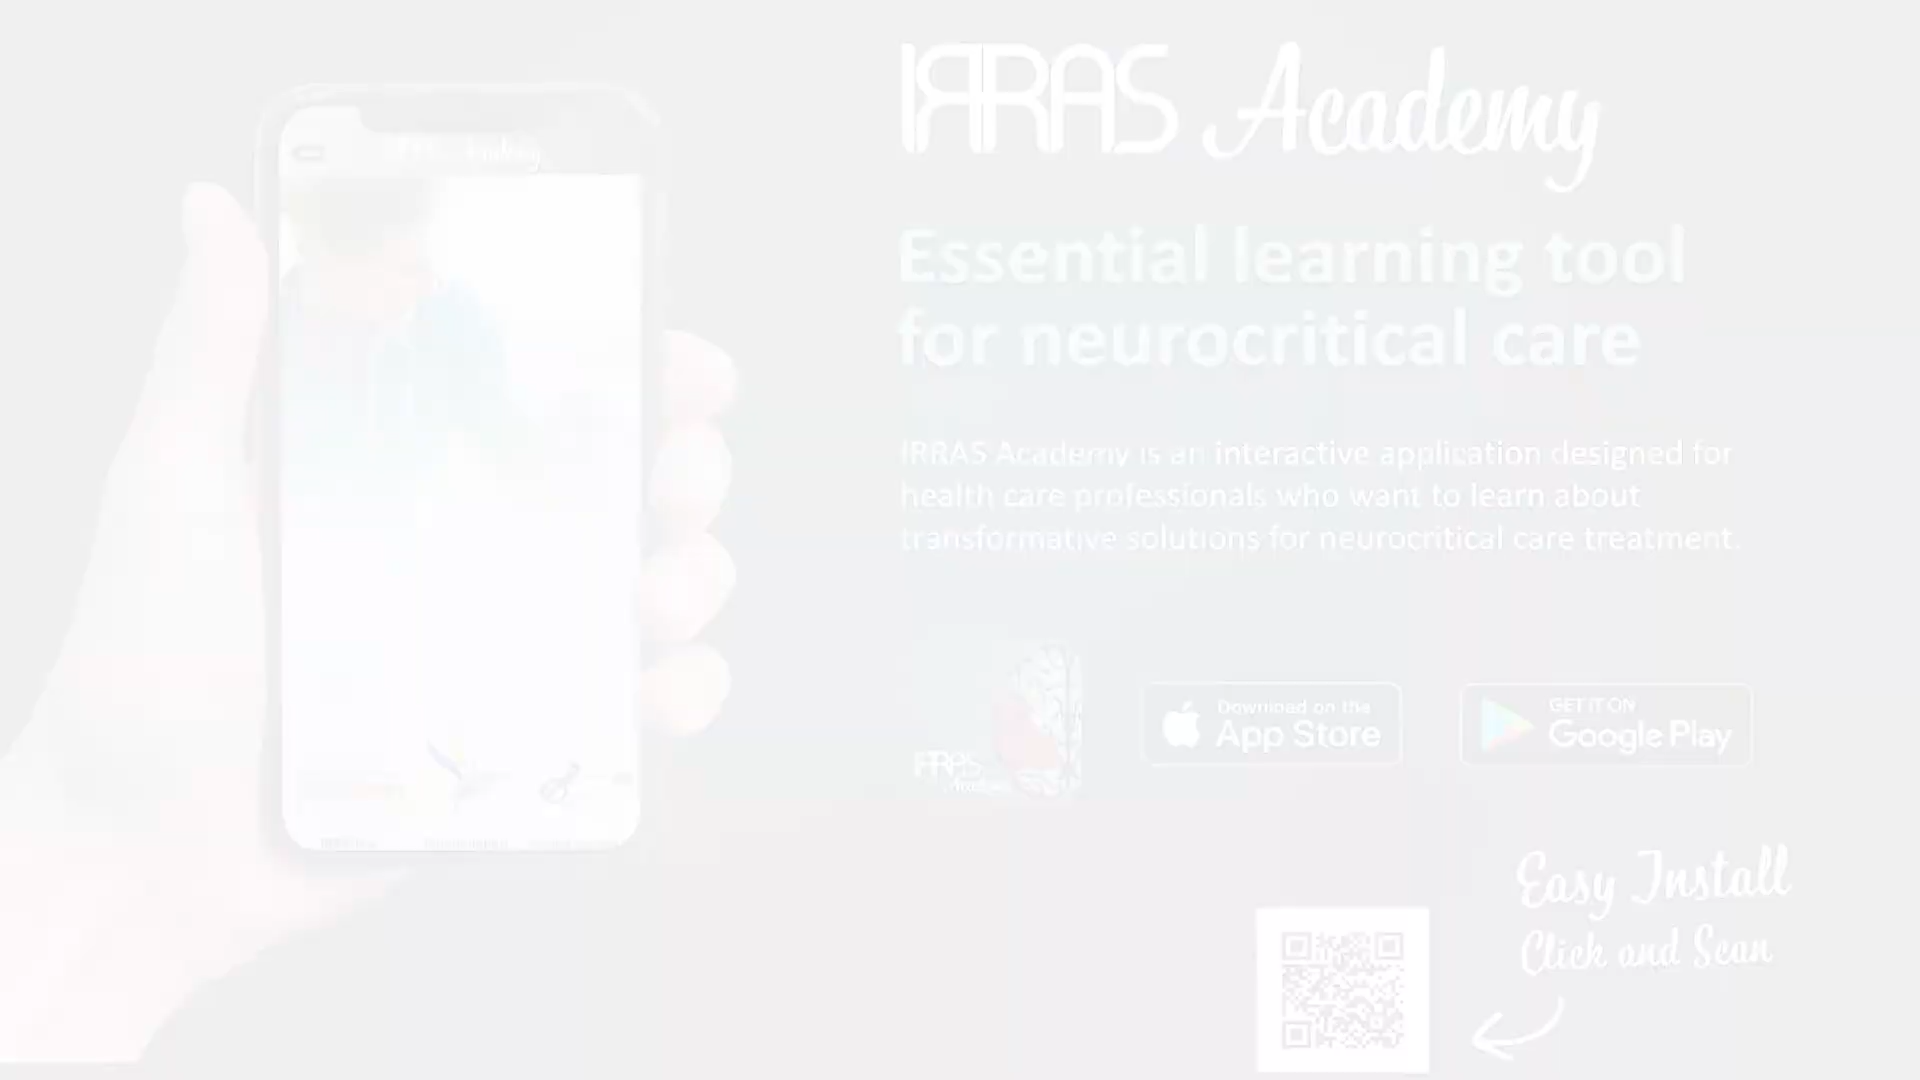 IRRAS Academy
Essential learning tool
for neurocritical care
IRRAS Academy is an interactive application designed for
health care professionals who want to learn about
transformative solutions for neurocritical care treatment.
IRRAS
Download on the
App Store
GET IT ON
Google Play
Easy Install
Click and Scan